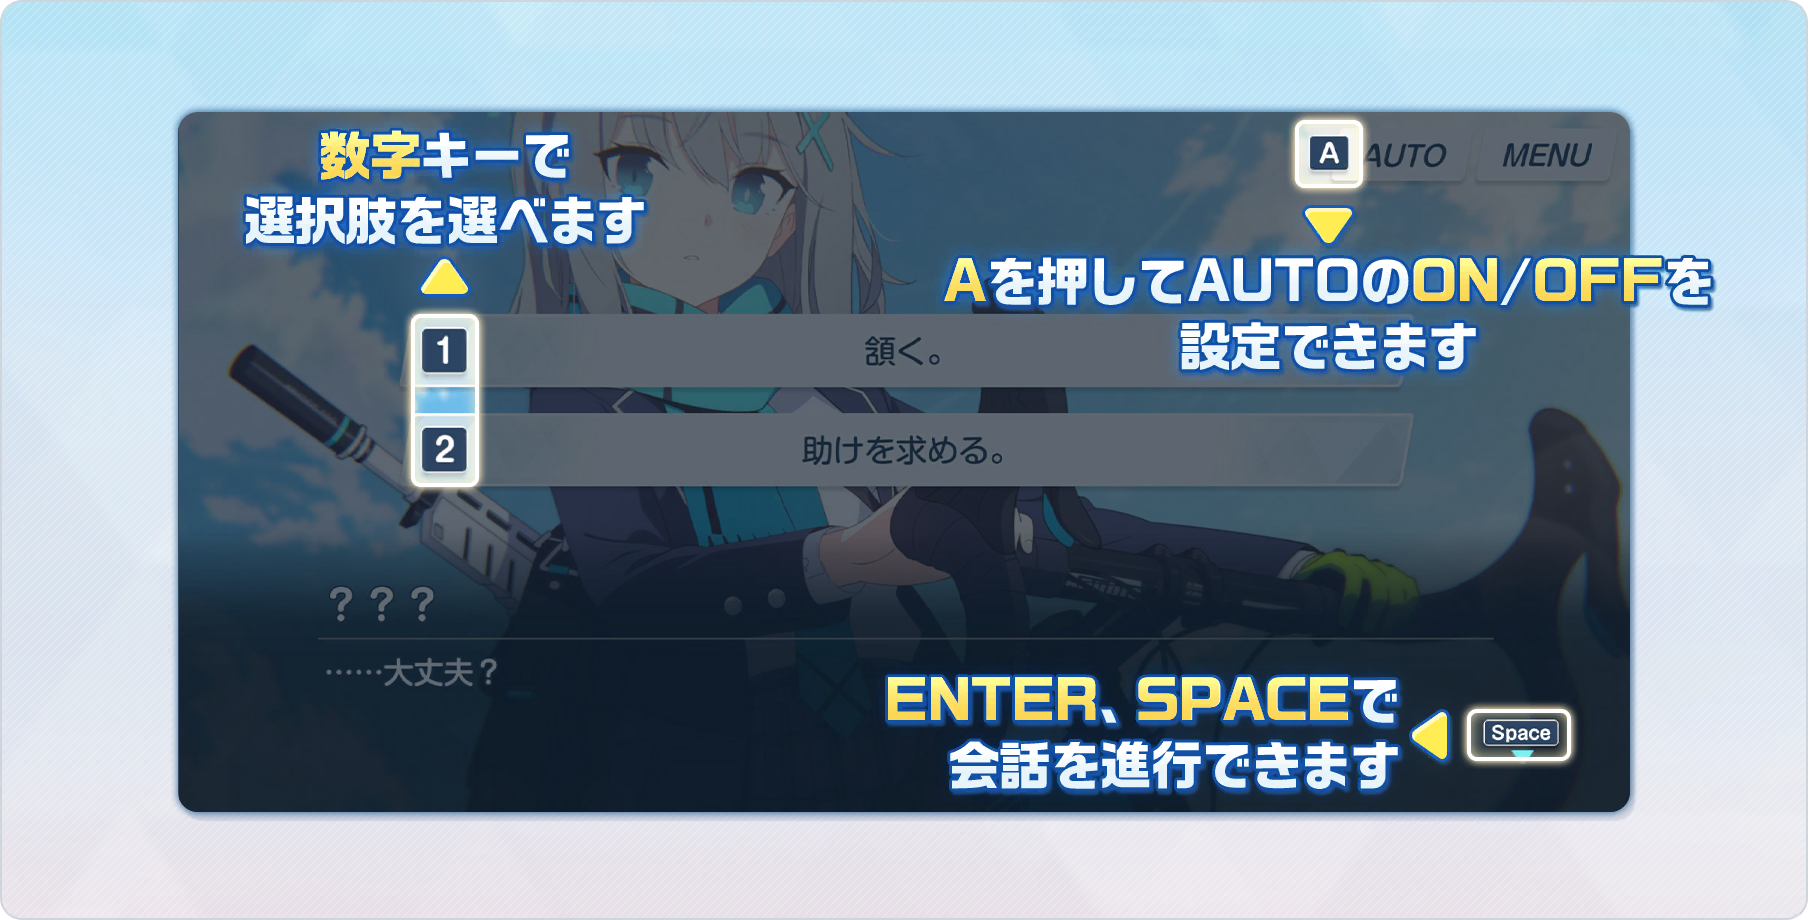 数字キーで
選択肢を選べます
A AUTO MENU
Aを押してAUTOのON/OFFを
設定できます
1 頷く。
2 助けを求める。
？？？
……大丈夫？
ENTER、SPACEで
会話を進行できます
Space